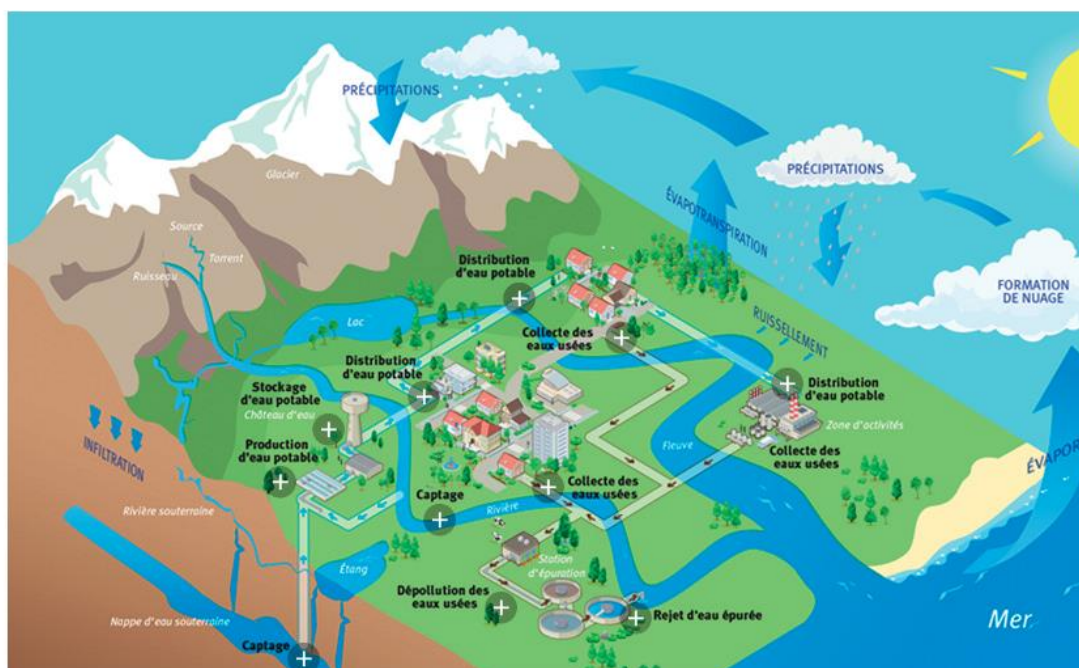 PRÉCIPITATIONS
PRÉCIPITATIONS
Glacier
ÉVAPOTRANSPIRATION
Source
Torrent
Ruisseau
Distribution
d'eau potable
FORMATION
DE NUAGE
Lac
Collecte des
eaux usées
RUISSELLEMENT
Distribution
d'eau potable
Stockage
d'eau potable
Château d'eau
Distribution
d'eau potable
Zone d'activités
INFILTRATION
Production
d'eau potable
Fleuve
Collecte des
eaux usées
ÉVAPOR
Captage
Collecte des
eaux usées
Rivière souterraine
Rivière
Station
d'épuration
Étang
Dépollution des
eaux usées
Rejet d'eau épurée
Nappe d'eau souterraine
Mer
Captage